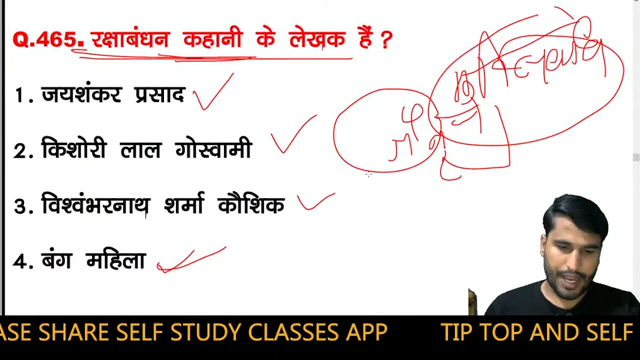 Q.465. रक्षाबंधन कहानी के लेखक हैं ?
1. जयशंकर प्रसाद
2. किशोरी लाल गोस्वामी
3. विश्वंभरनाथ शर्मा कौशिक
4. बंग महिला
ASE SHARE SELF STUDY CLASSES APP TIP TOP AND SELF